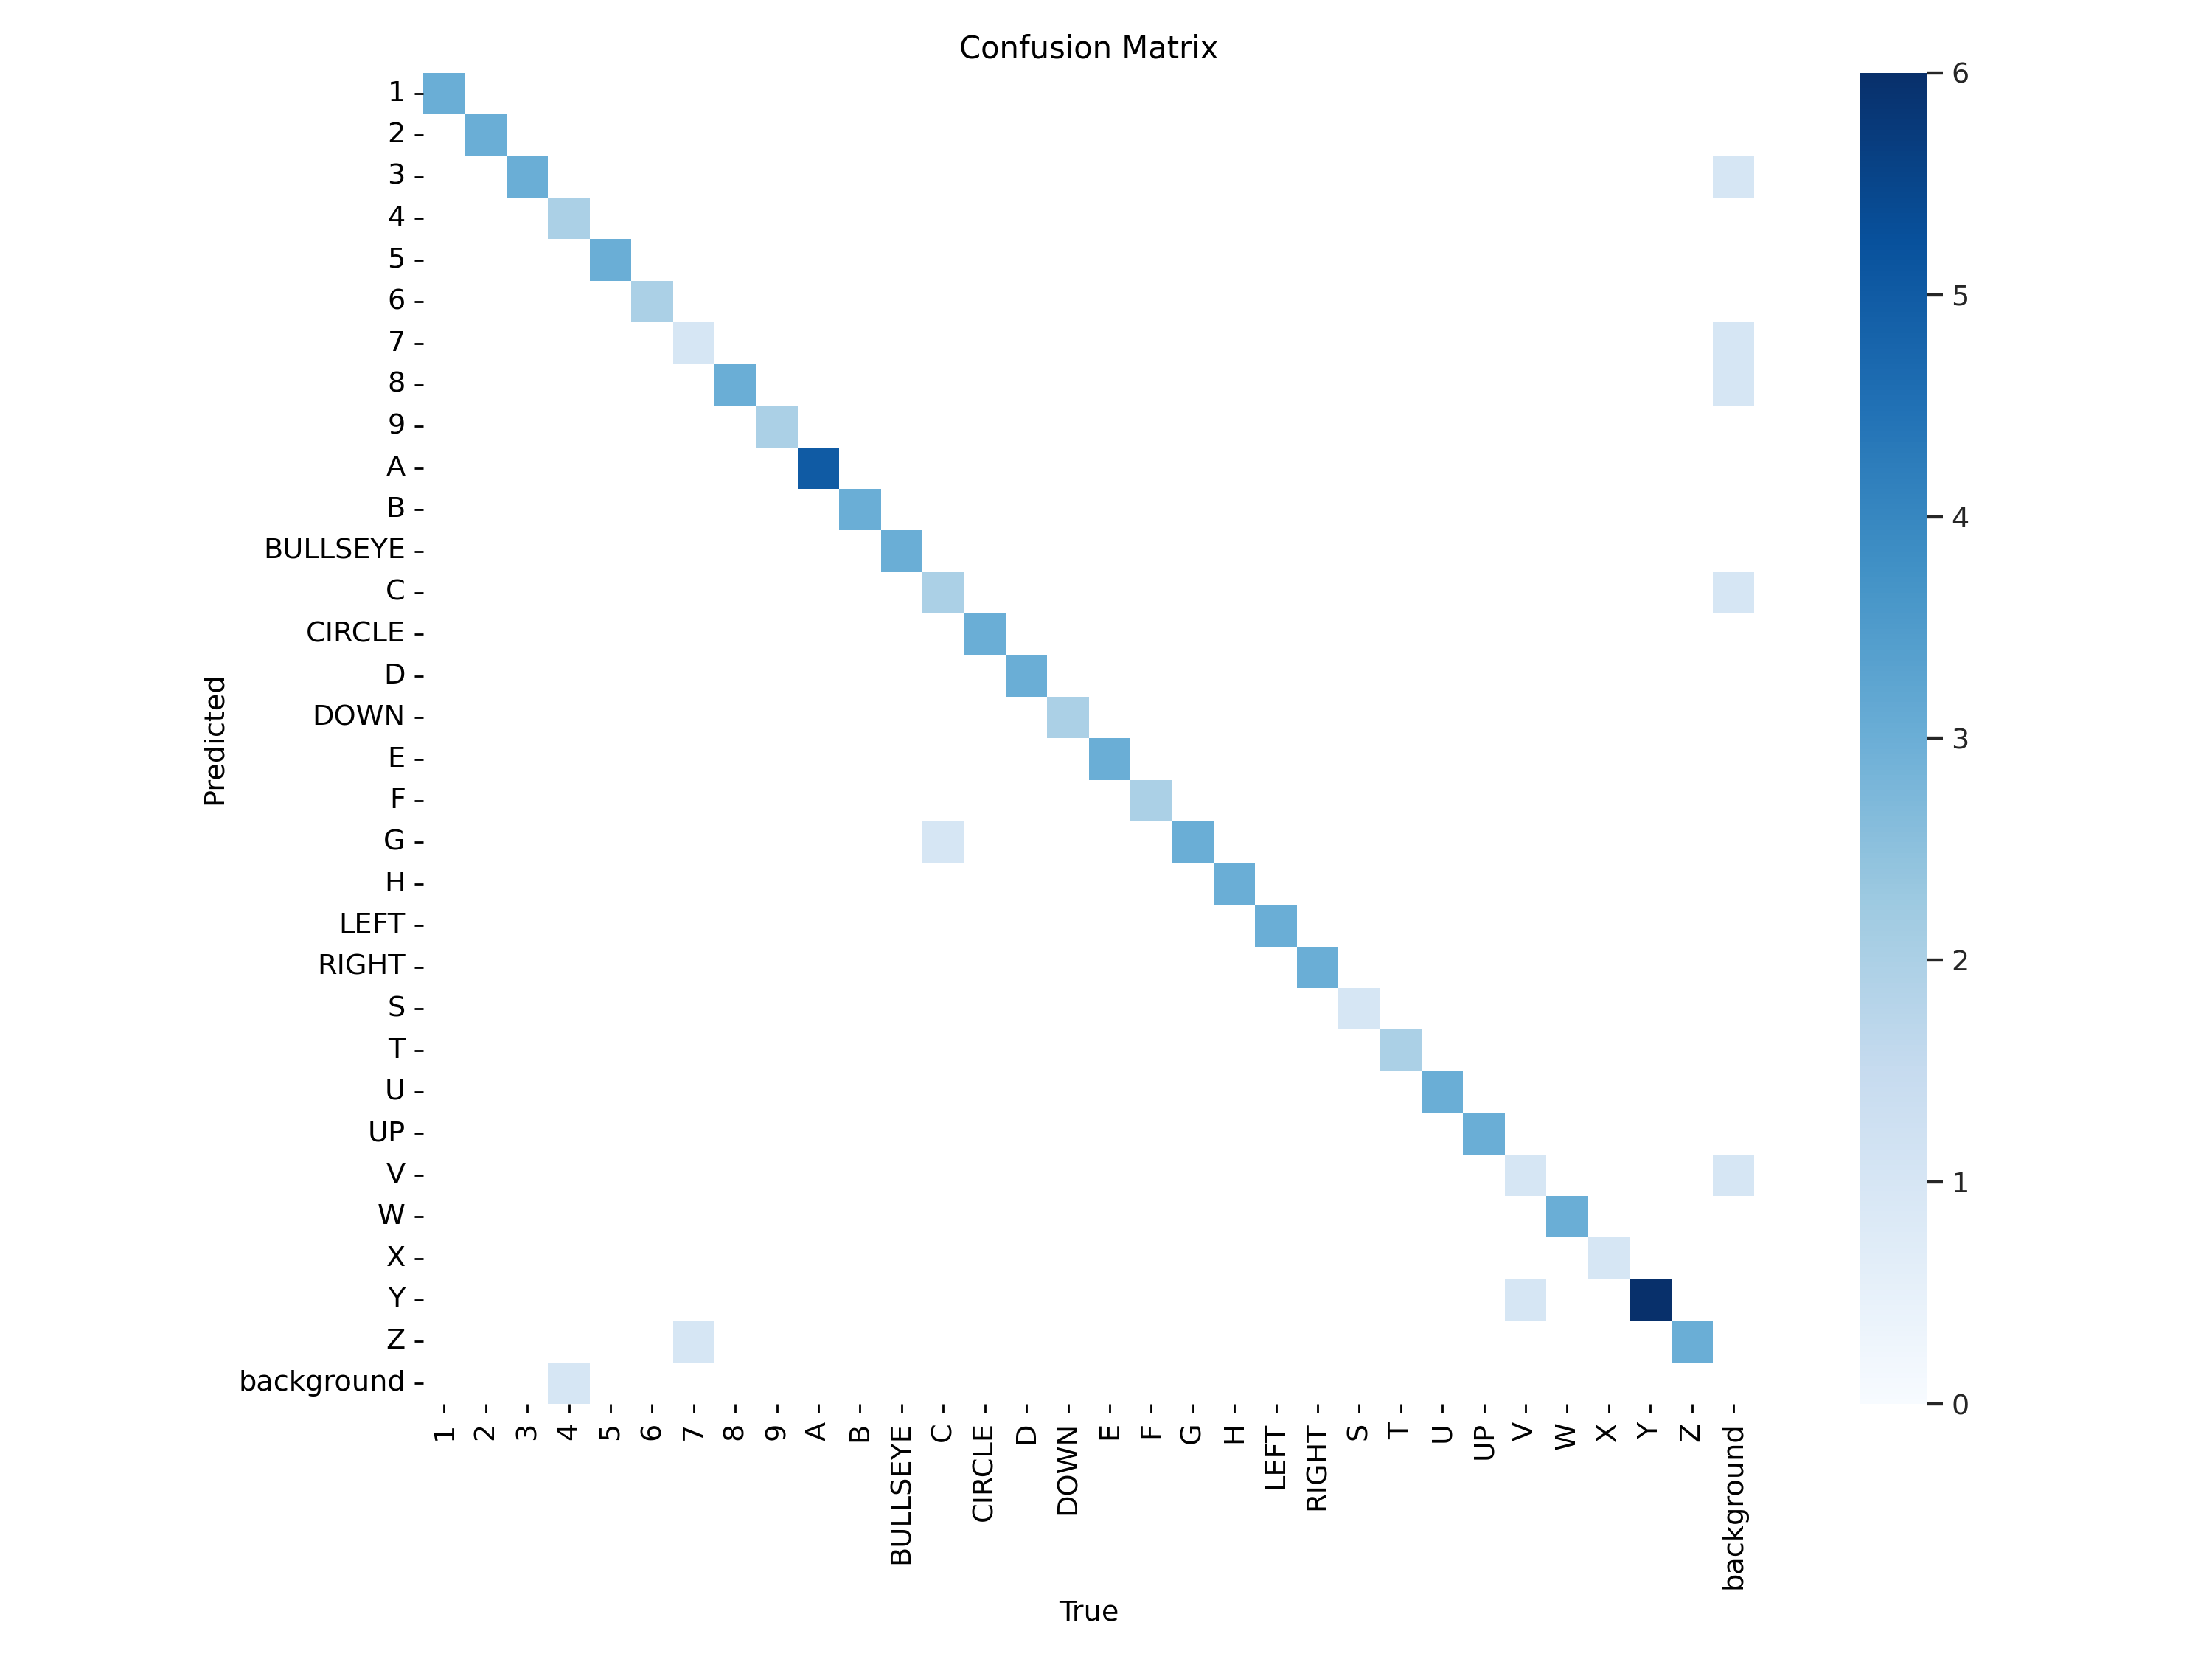 Confusion Matrix
1
2
3
4
5
6
7
8
9
A
B
BULLSEYE
C
CIRCLE
D
DOWN
E
F
G
H
LEFT
RIGHT
S
T
U
UP
V
W
X
Y
Z
background
Predicted
1
2
3
4
5
6
7
8
9
A
B
BULLSEYE
C
CIRCLE
D
DOWN
E
F
G
H
LEFT
RIGHT
S
T
U
UP
V
W
X
Y
Z
background
True
6
5
4
3
2
1
0